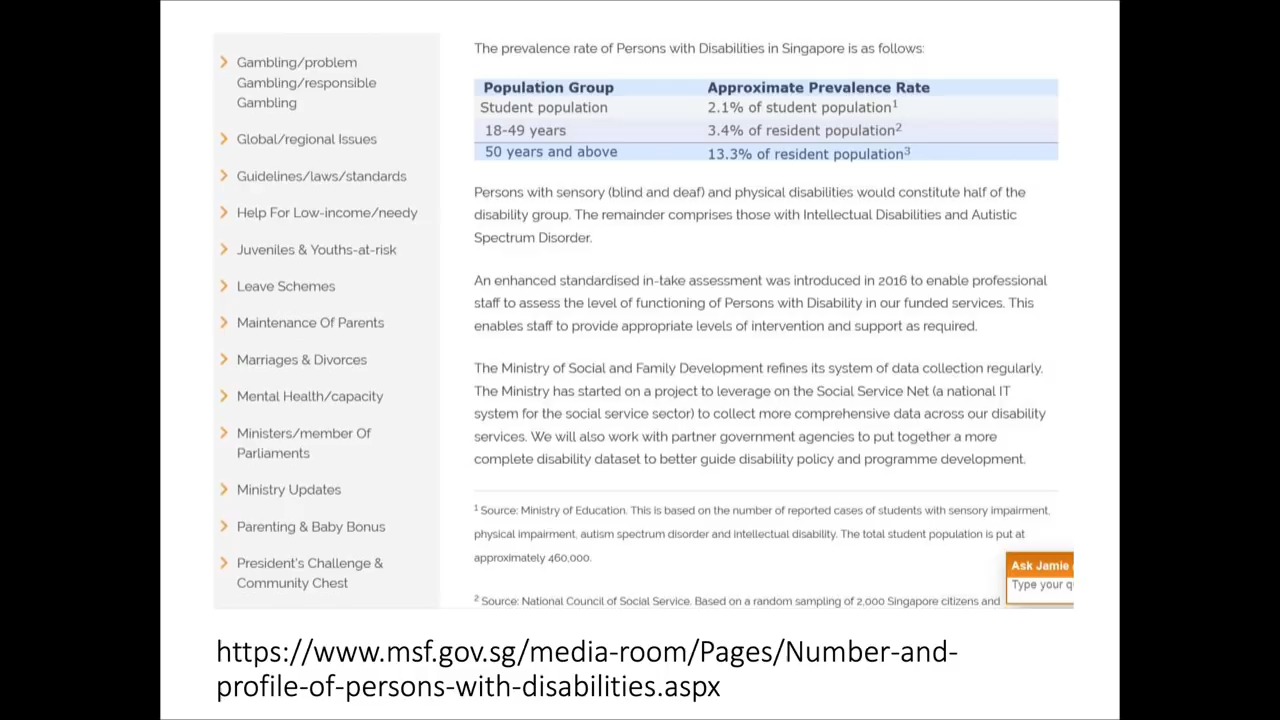 Gambling/problem
Gambling/responsible
Gambling
Global/regional Issues
Guidelines/laws/standards
Help For Low-income/needy
Juveniles & Youths-at-risk
Leave Schemes
Maintenance Of Parents
Marriages & Divorces
Mental Health/capacity
Ministers/member Of
Parliaments
Ministry Updates
Parenting & Baby Bonus
President's Challenge &
Community Chest
The prevalence rate of Persons with Disabilities in Singapore is as follows:
Population Group Approximate Prevalence Rate
Student population 2.1% of student population¹
18-49 years 3.4% of resident population²
50 years and above 13.3% of resident population³
Persons with sensory (blind and deaf) and physical disabilities would constitute half of the
disability group. The remainder comprises those with Intellectual Disabilities and Autistic
Spectrum Disorder.
An enhanced standardised in-take assessment was introduced in 2016 to enable professional
staff to assess the level of functioning of Persons with Disability in our funded services. This
enables staff to provide appropriate levels of intervention and support as required.
The Ministry of Social and Family Development refines its system of data collection regularly.
The Ministry has started on a project to leverage on the Social Service Net (a national IT
system for the social service sector) to collect more comprehensive data across our disability
services. We will also work with partner government agencies to put together a more
complete disability dataset to better guide disability policy and programme development.
¹ Source: Ministry of Education. This is based on the number of reported cases of students with sensory impairment,
physical impairment, autism spectrum disorder and intellectual disability. The total student population is put at
approximately 460,000.
² Source: National Council of Social Service. Based on a random sampling of 2,000 Singapore citizens and
Ask Jamie
Type your q
https://www.msf.gov.sg/media-room/Pages/Number-and-
profile-of-persons-with-disabilities.aspx